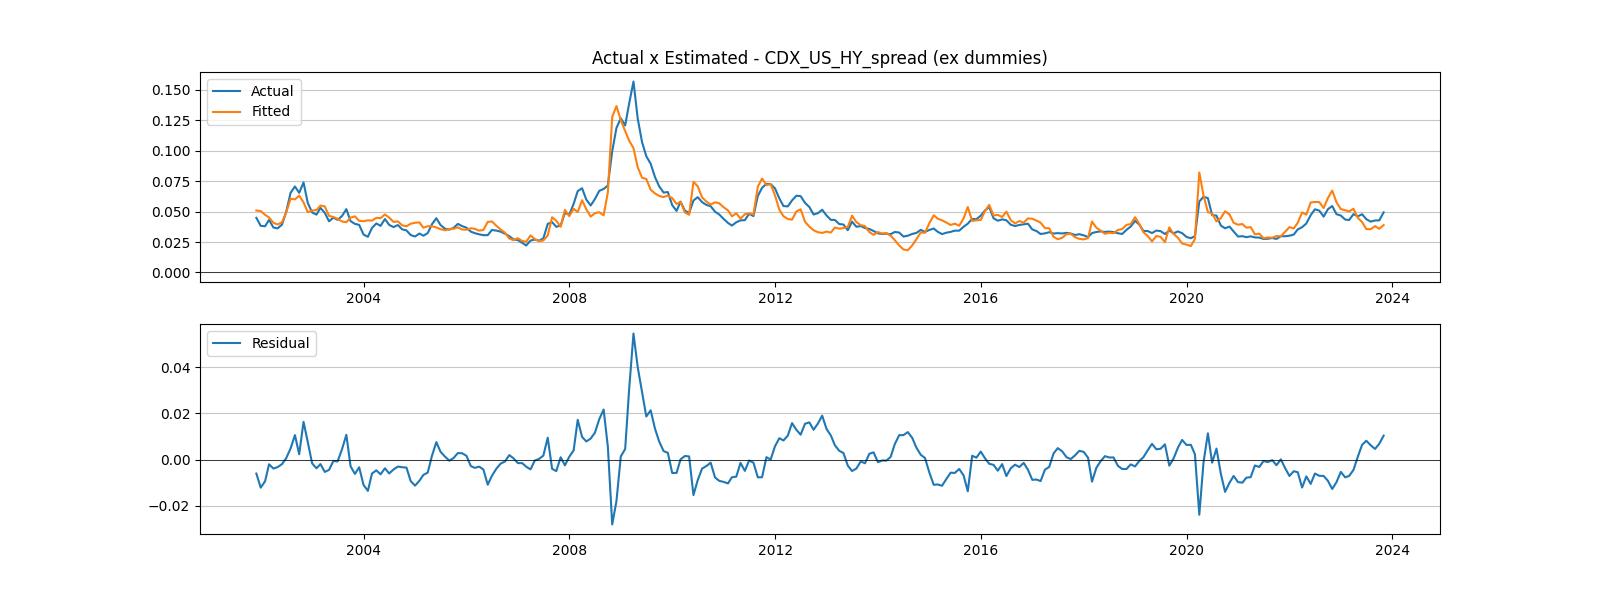 Actual x Estimated - CDX_US_HY_spread (ex dummies)
Actual
Fitted
0.150
0.125
0.100
0.075
0.050
0.025
0.000
2004 2008 2012 2016 2020 2024
Residual
0.04
0.02
0.00
−0.02
2004 2008 2012 2016 2020 2024